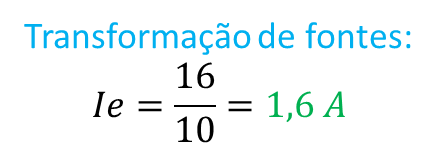 Transformação de fontes:
Ie = 16/10 = 1,6 A